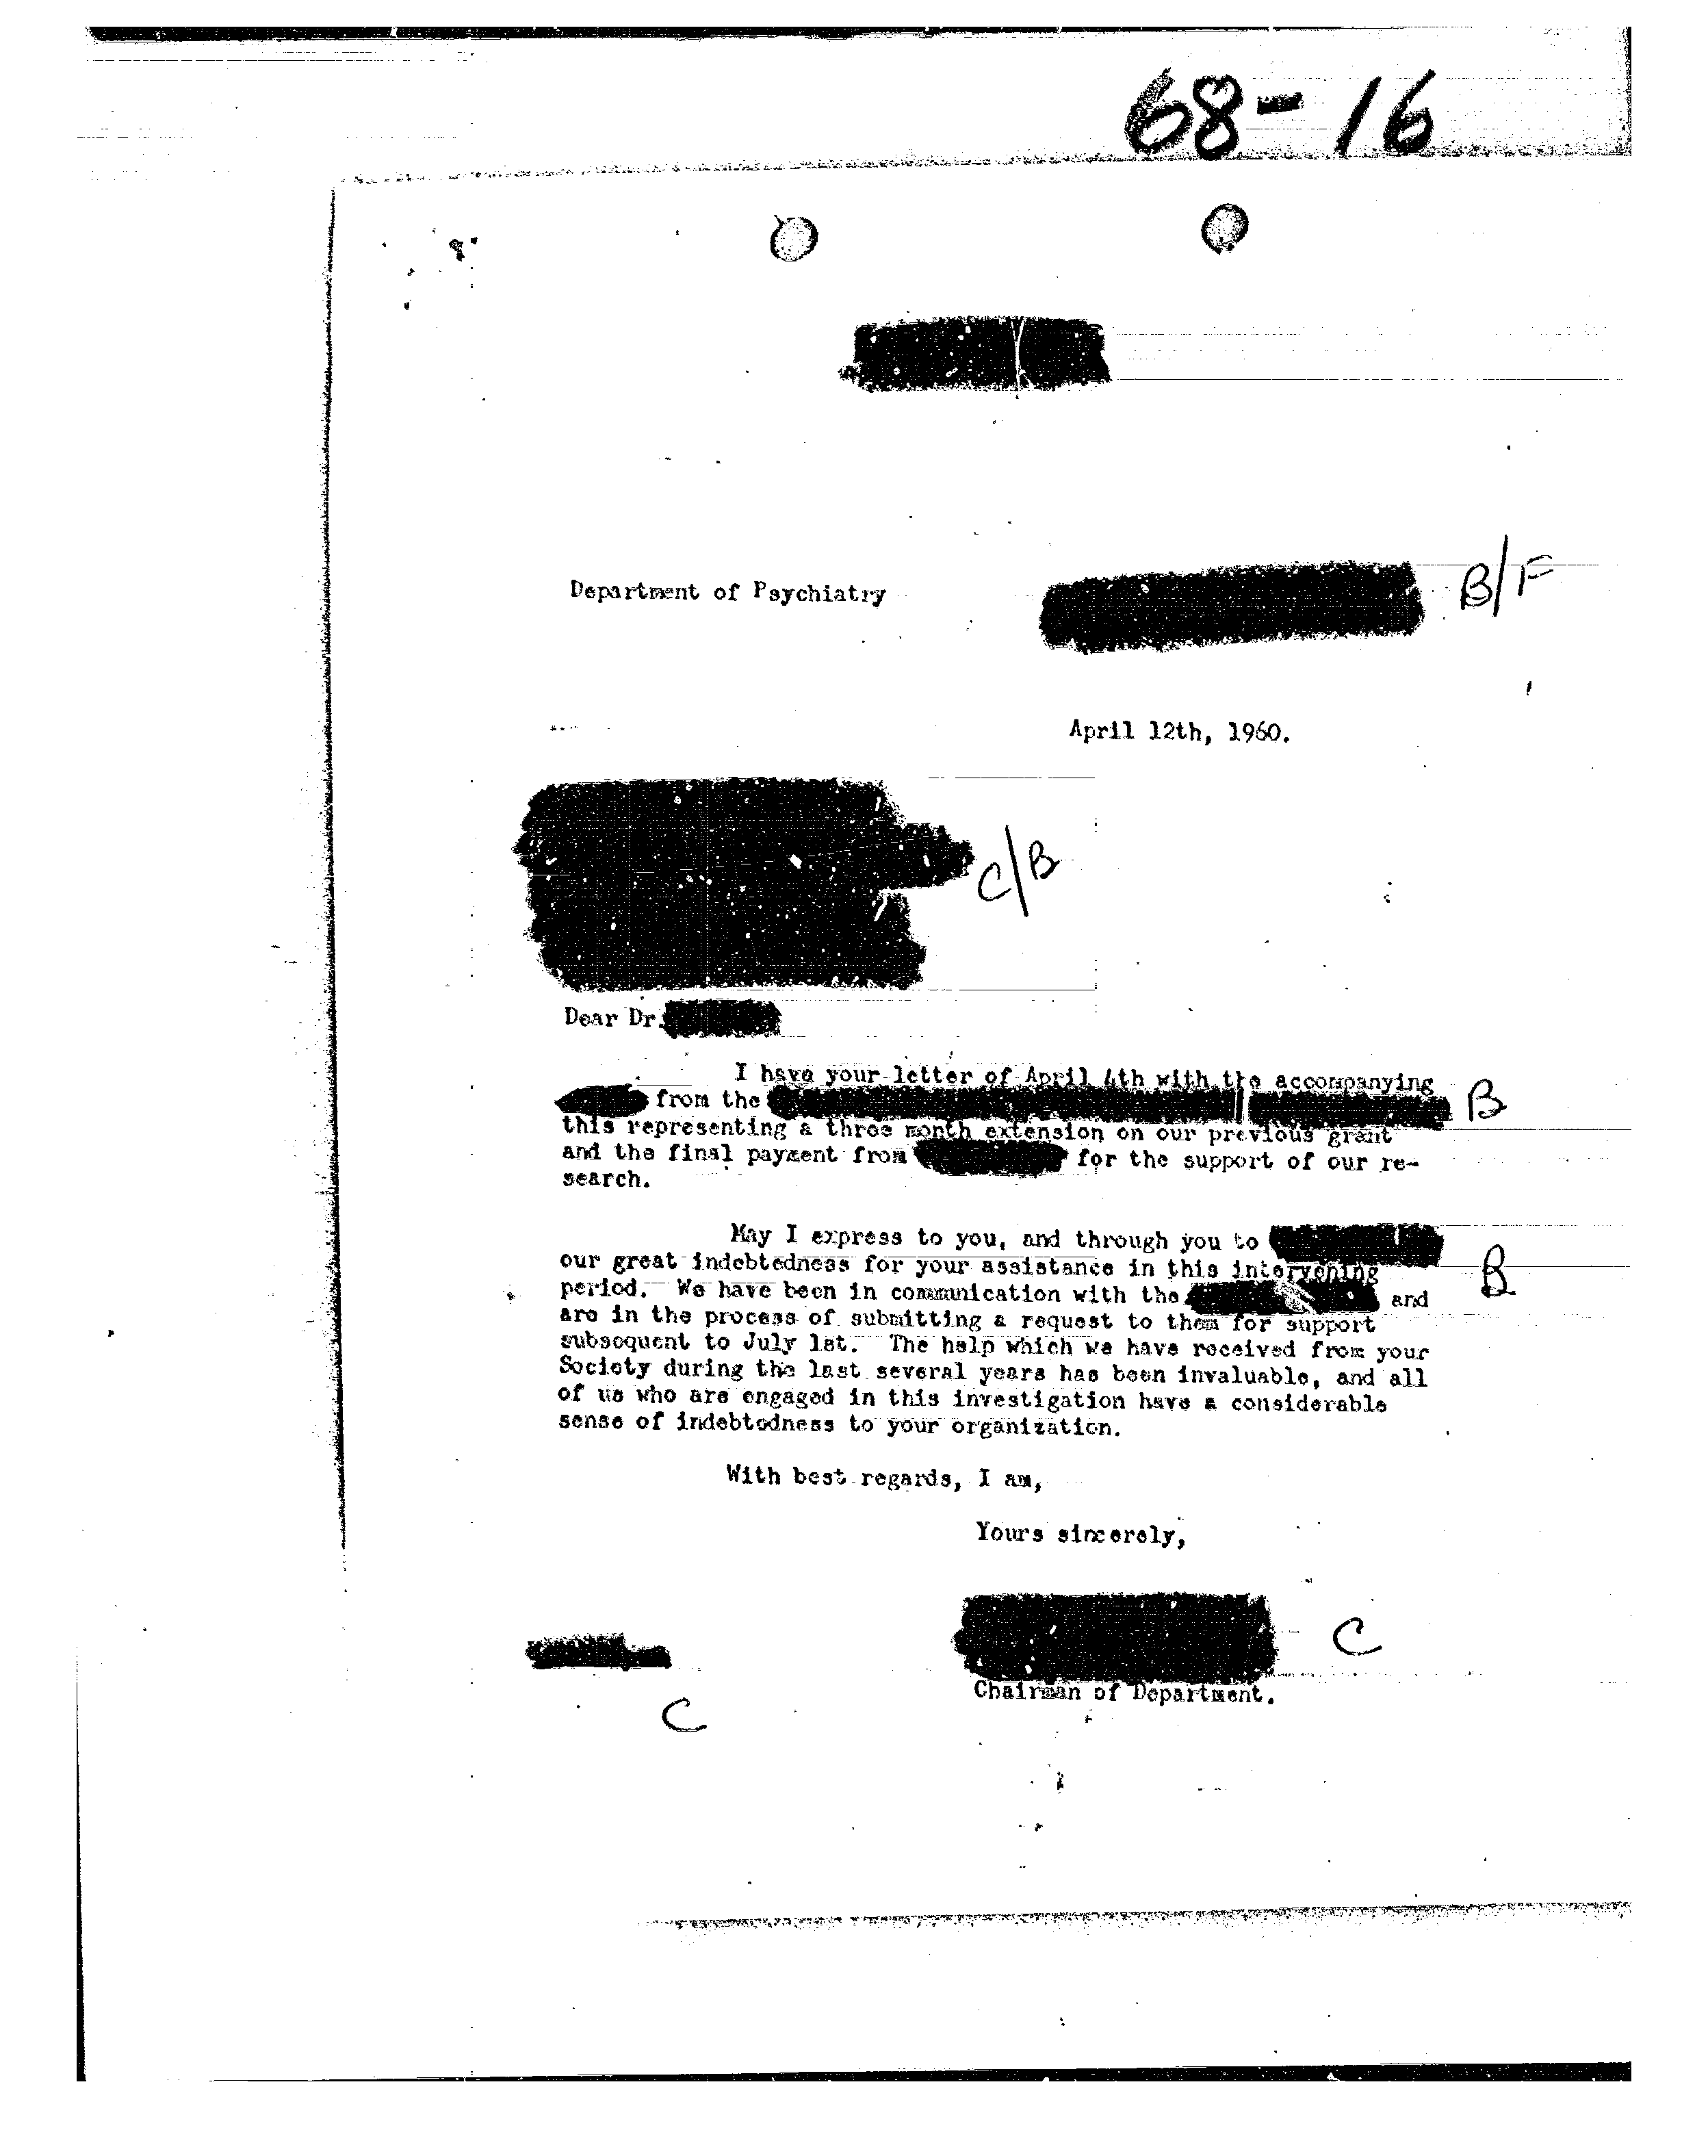 68-16
Department of Psychiatry
B/F
April 12th, 1960.
C/B
Dear Dr.
I have your letter of April 4th with the accompanying
from the
B
this representing a three month extension on our previous grant
and the final payment from for the support of our re-
search.
May I express to you, and through you to
our great indebtedness for your assistance in this intervening
B
period. We have been in communication with the and
are in the process of submitting a request to them for support
subsequent to July 1st. The help which we have received from your
Society during the last several years has been invaluable, and all
of us who are engaged in this investigation have a considerable
sense of indebtedness to your organization.
With best regards, I am,
Yours sincerely,
C
Chairman of Department.
C